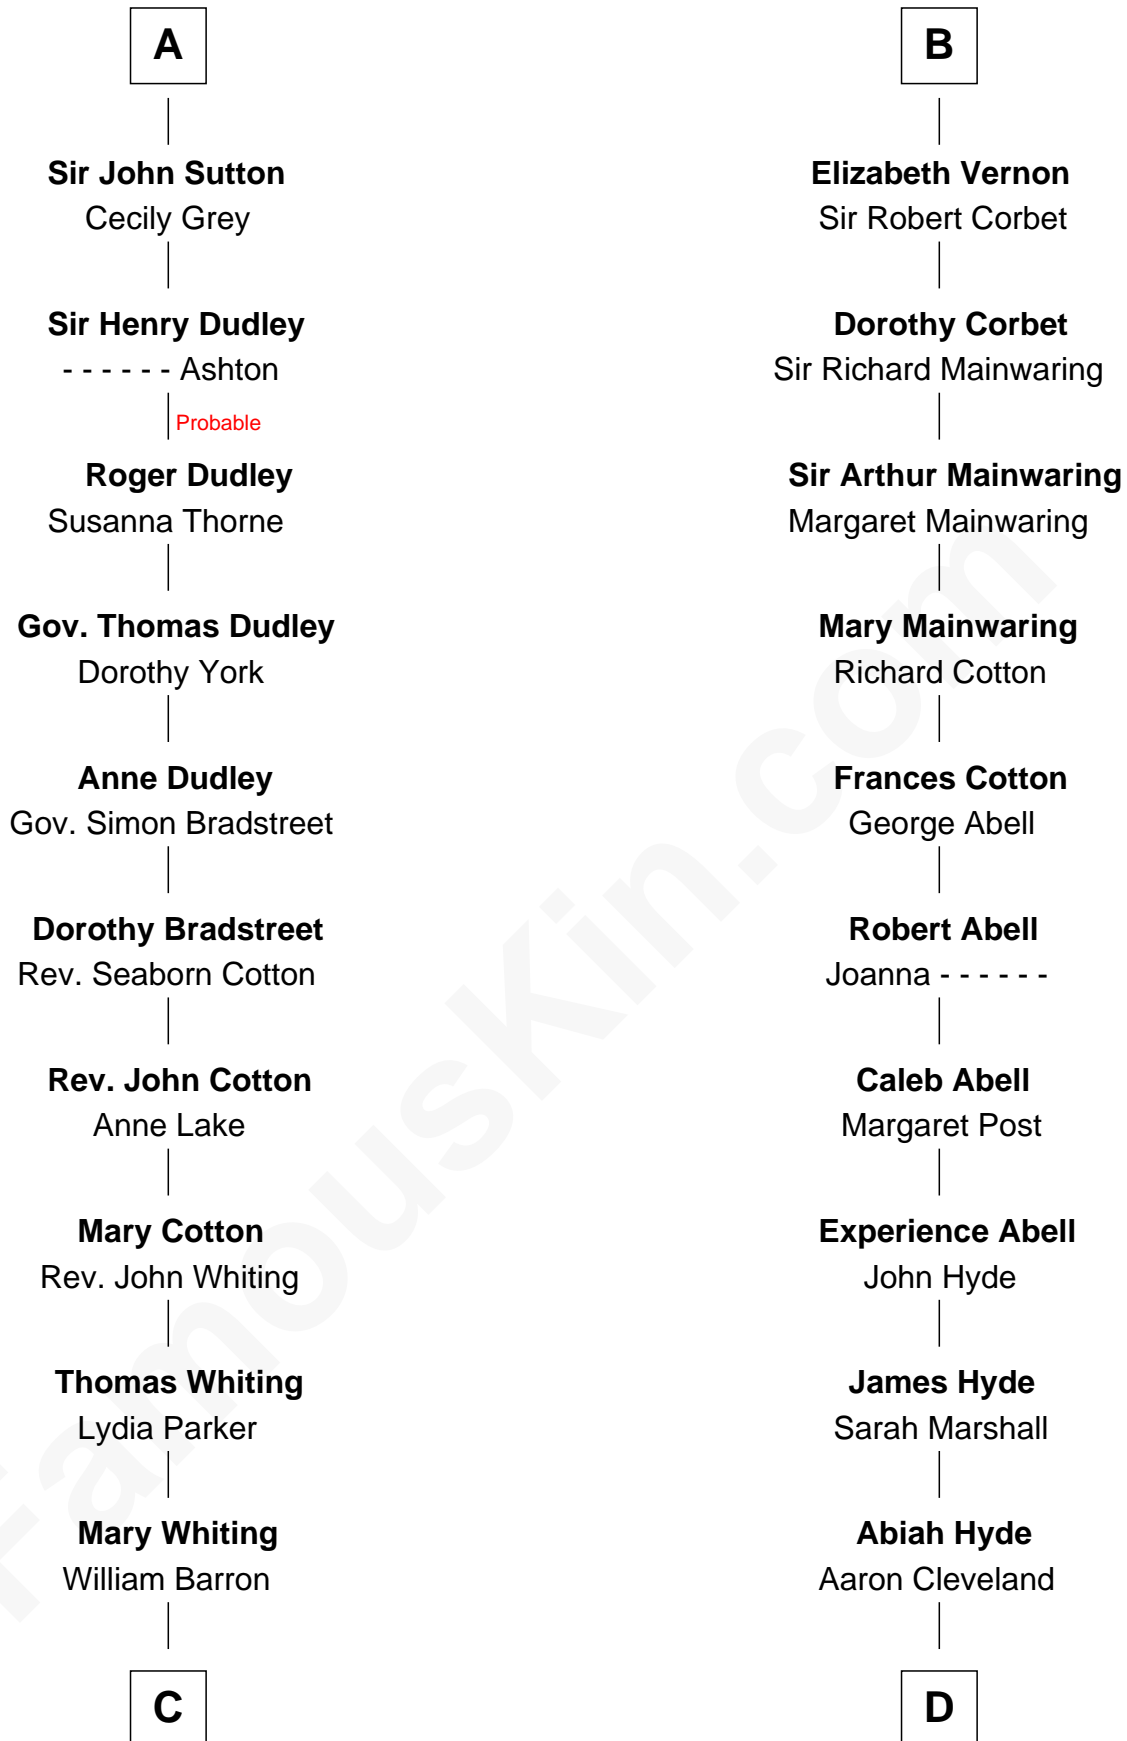 A
Sir John Sutton
Cecily Grey
Sir Henry Dudley
- - - - - - Ashton
Probable
Roger Dudley
Susanna Thorne
Gov. Thomas Dudley
Dorothy York
Anne Dudley
Gov. Simon Bradstreet
Dorothy Bradstreet
Rev. Seaborn Cotton
Rev. John Cotton
Anne Lake
Mary Cotton
Rev. John Whiting
Thomas Whiting
Lydia Parker
Mary Whiting
William Barron
C
B
Elizabeth Vernon
Sir Robert Corbet
Dorothy Corbet
Sir Richard Mainwaring
Sir Arthur Mainwaring
Margaret Mainwaring
Mary Mainwaring
Richard Cotton
Frances Cotton
George Abell
Robert Abell
Joanna - - - - - -
Caleb Abell
Margaret Post
Experience Abell
John Hyde
James Hyde
Sarah Marshall
Abiah Hyde
Aaron Cleveland
D
FamousKin.com